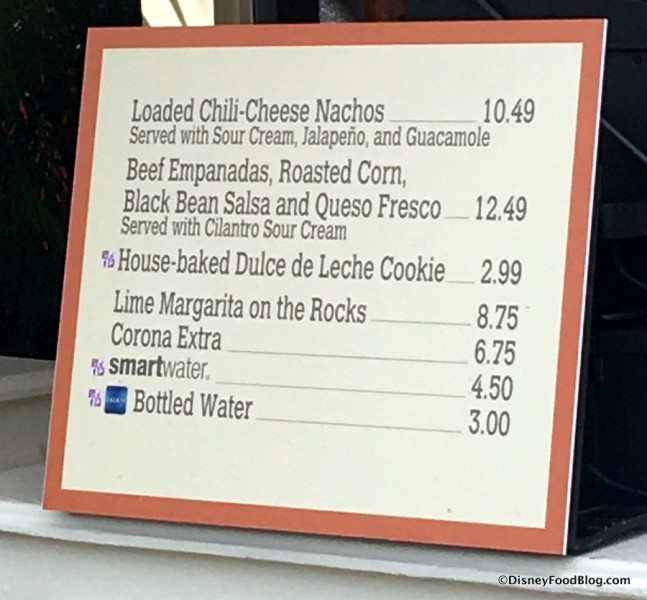 Loaded Chili-Cheese Nachos 10.49
Served with Sour Cream, Jalapeño, and Guacamole
Beef Empanadas, Roasted Corn,
Black Bean Salsa and Queso Fresco 12.49
Served with Cilantro Sour Cream
House-baked Dulce de Leche Cookie 2.99
Lime Margarita on the Rocks 8.75
Corona Extra 6.75
smartwater. 4.50
Bottled Water 3.00
©DisneyFoodBlog.com